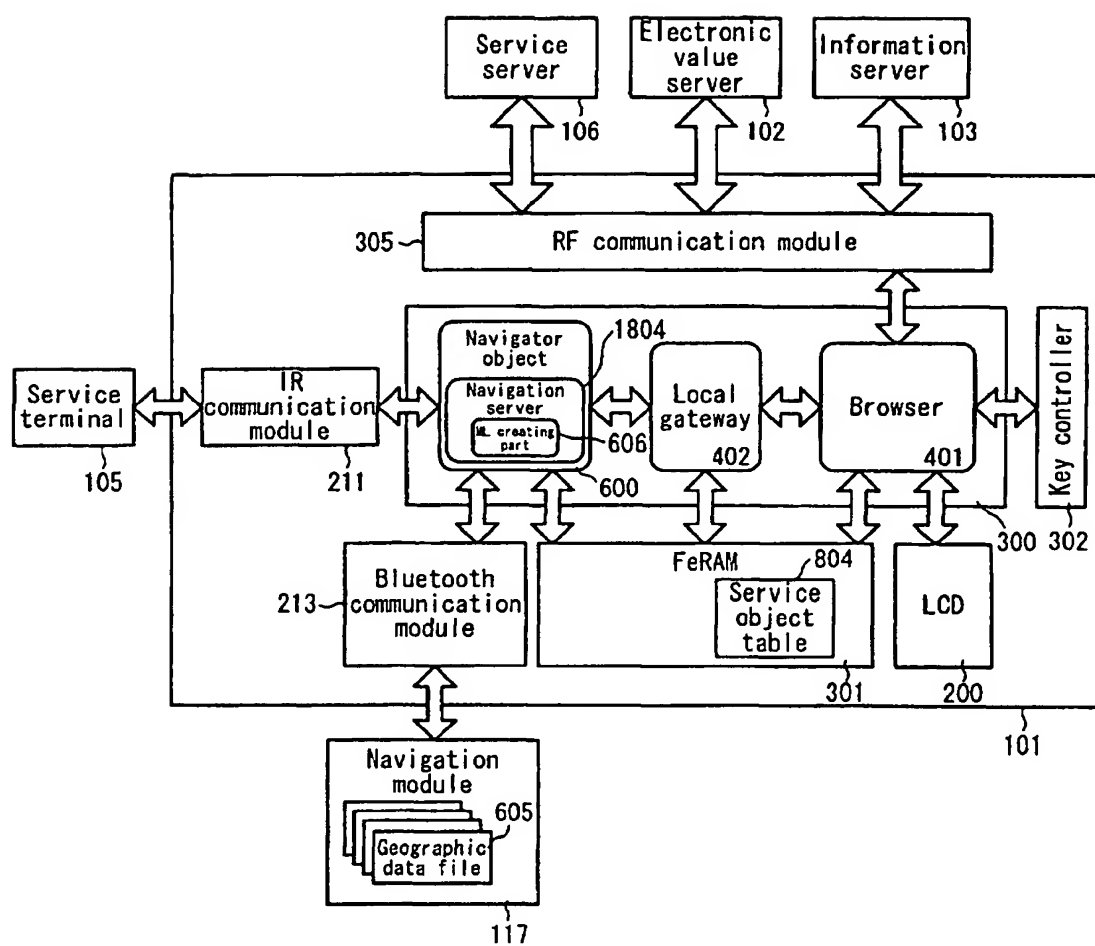 Service
server
106
Electronic
value server
102
Information
server
103
305
RF communication module
Navigator
object
1804
Navigation
server
ML creating
part
606
600
Local
gateway
402
Browser
401
300
Key controller
302
Service
terminal
105
IR
communication
module
211
213
Bluetooth
communication
module
FeRAM
804
Service
object
table
301
LCD
200
101
Navigation
module
605
Geographic
data file
117